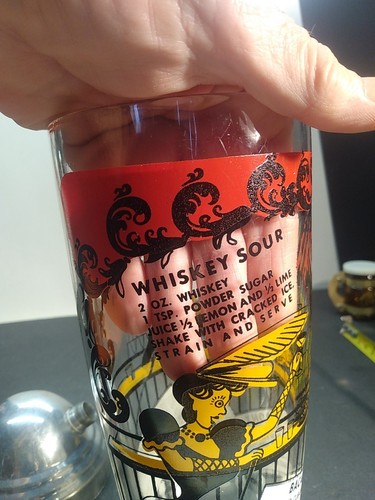 WHISKEY SOUR
2 OZ. WHISKEY
1 TSP. POWDER SUGAR
JUICE ½ LEMON AND ½ LIME
SHAKE WITH CRACKED ICE.
STRAIN AND SERVE